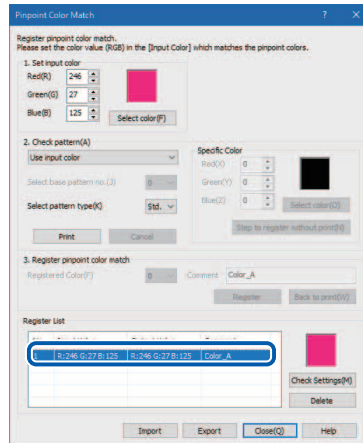 Pinpoint Color Match ? ×
Register pinpoint color match.
Please set the color value (RGB) in the [Input Color] which matches the pinpoint colors.
1. Set input color
Red(R) 246
Green(G) 27
Blue(B) 125 Select color(F)
2. Check pattern(A)
Use input color
Select base pattern no.(J) 0
Select pattern type(K) Std.
Print Cancel
Specific Color
Red(X) 0
Green(Y) 0
Blue(Z) 0 Select color(O)
Step to register without print(N)
3. Register pinpoint color match
Registered Color(F) 0 Comment Color_A
Register Back to print(W)
Register List
1 R:246 G:27 B:125 R:246 G:27 B:125 Color_A
Check Settings(M)
Delete
Import Export Close(Q) Help